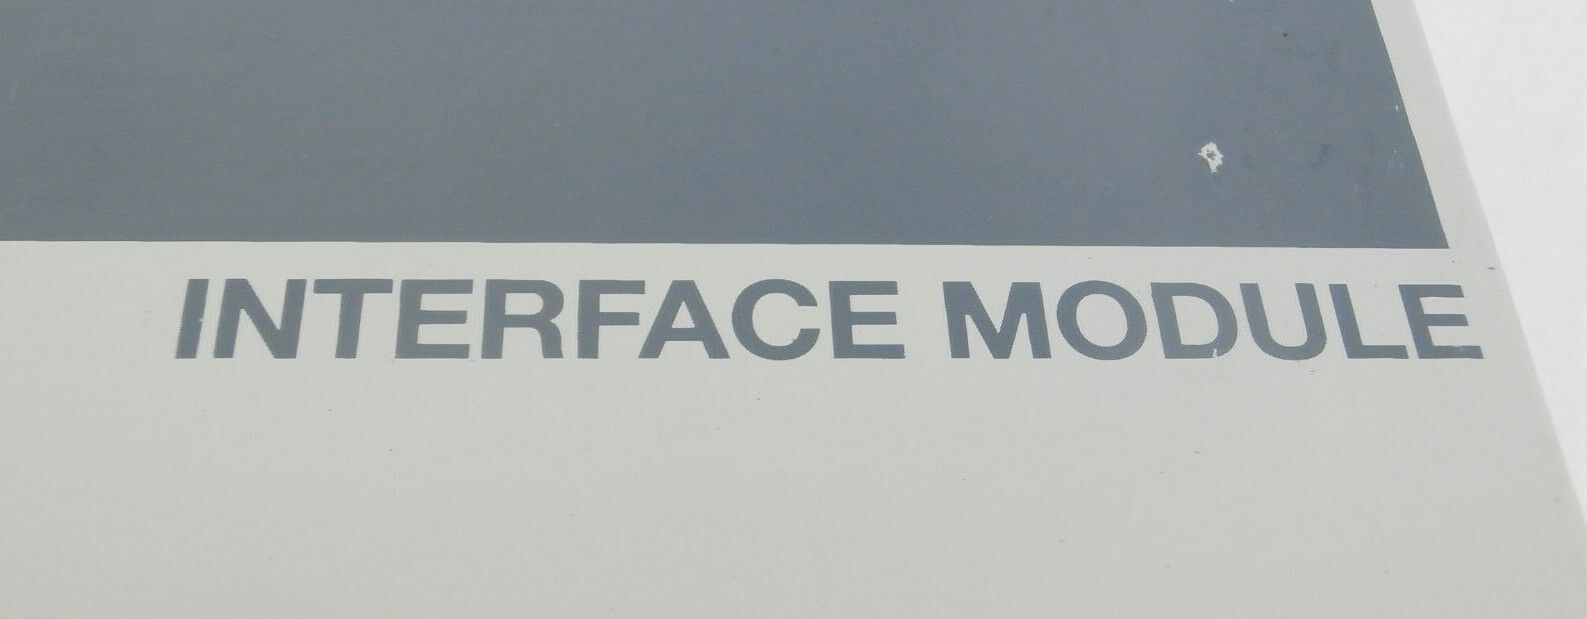 INTERFACE MODULE